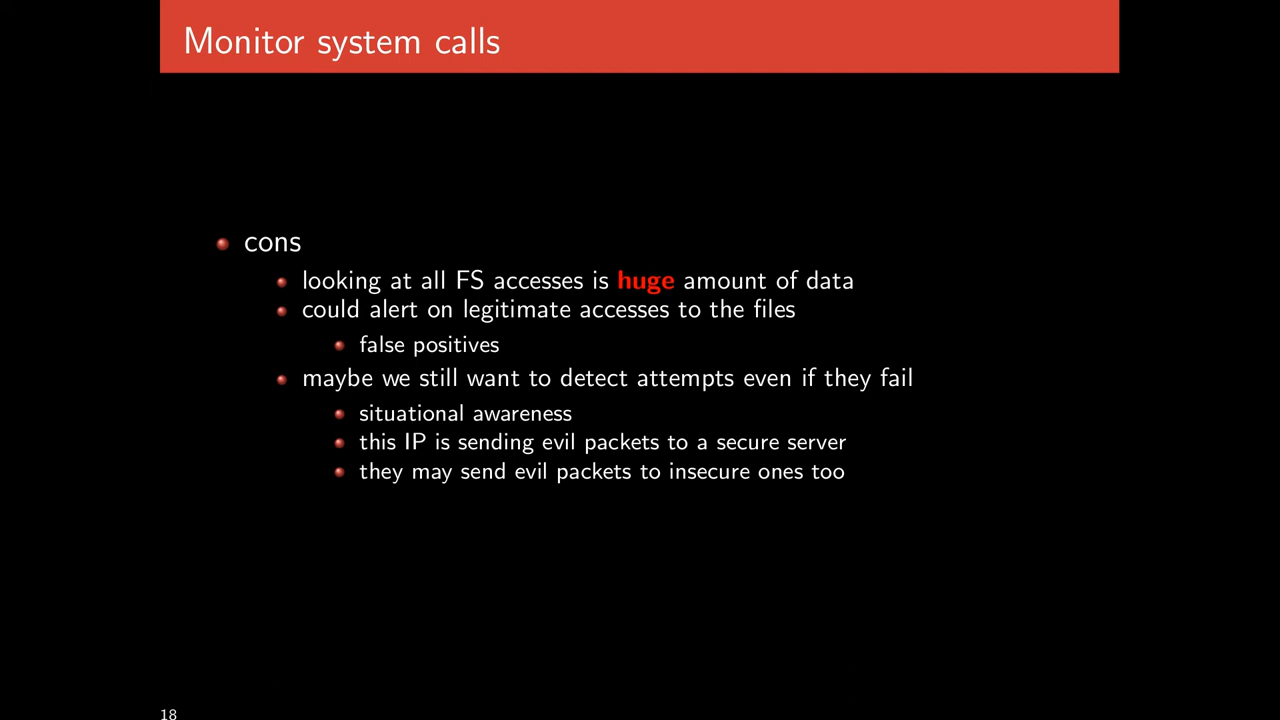 Monitor system calls
cons
looking at all FS accesses is huge amount of data
could alert on legitimate accesses to the files
false positives
maybe we still want to detect attempts even if they fail
situational awareness
this IP is sending evil packets to a secure server
they may send evil packets to insecure ones too
18